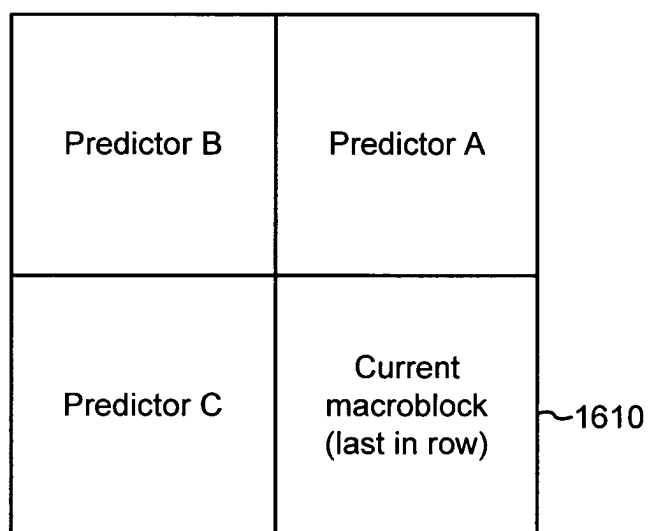 Predictor B
Predictor A
Predictor C
Current
macroblock
(last in row)
1610